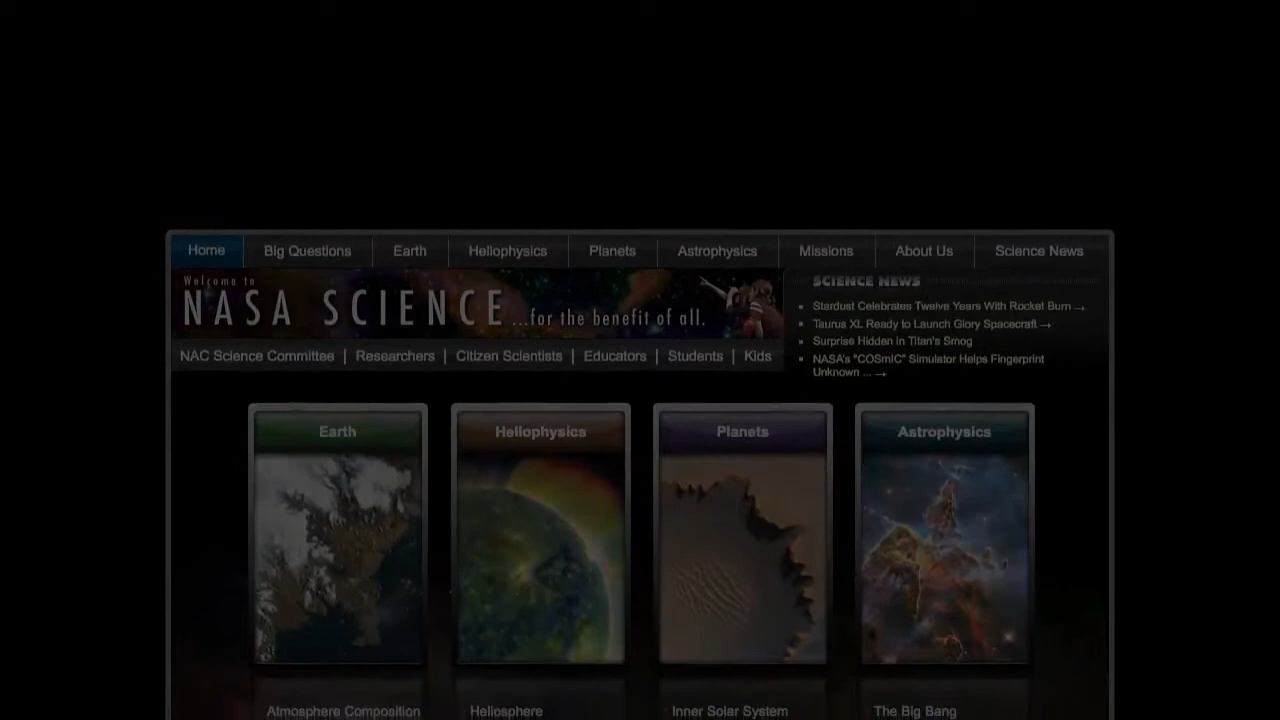 Home Big Questions Earth Heliophysics Planets Astrophysics Missions About Us Science News
Welcome to
NASA SCIENCE ...for the benefit of all.
NAC Science Committee | Researchers | Citizen Scientists | Educators | Students | Kids
SCIENCE NEWS
Stardust Celebrates Twelve Years With Rocket Burn →
Taurus XL Ready to Launch Glory Spacecraft →
Surprise Hidden in Titan's Smog
NASA's "COSmIC" Simulator Helps Fingerprint
Unknown ... →
Earth Heliophysics Planets Astrophysics
Atmosphere Composition Heliosphere Inner Solar System The Big Bang